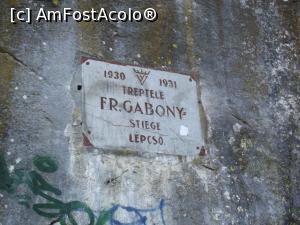 [c] AmFostAcolo®
1930 1931
TREPTELE
FR. GABONY-
STIEGE
LÉPCSŐ